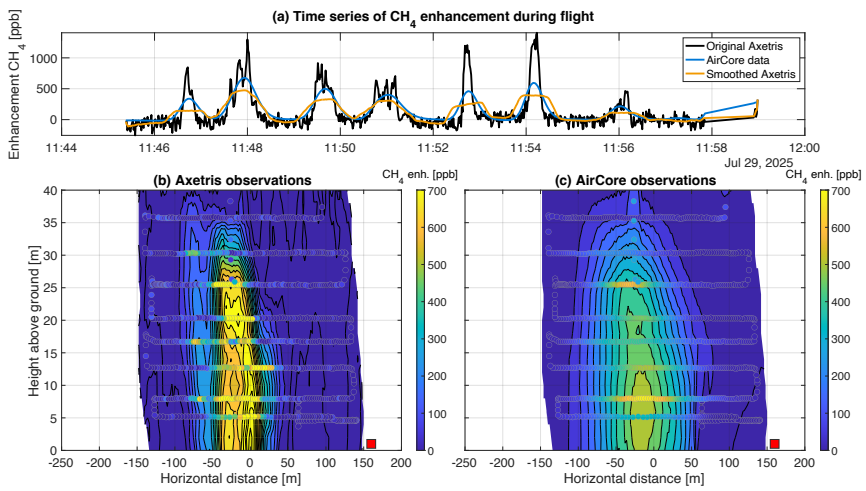 (a) Time series of CH4 enhancement during flight
Enhancement CH4 [ppb]
1000
500
0
Original Axetris
AirCore data
Smoothed Axetris
11:44 11:46 11:48 11:50 11:52 11:54 11:56 11:58 12:00
Jul 29, 2025
(b) Axetris observations
CH4 enh. [ppb]
Height above ground [m]
40
35
30
25
20
15
10
5
0
-250 -200 -150 -100 -50 0 50 100 150 200
Horizontal distance [m]
700
600
500
400
300
200
100
0
(c) AirCore observations
CH4 enh. [ppb]
-250 -200 -150 -100 -50 0 50 100 150 200
Horizontal distance [m]
700
600
500
400
300
200
100
0